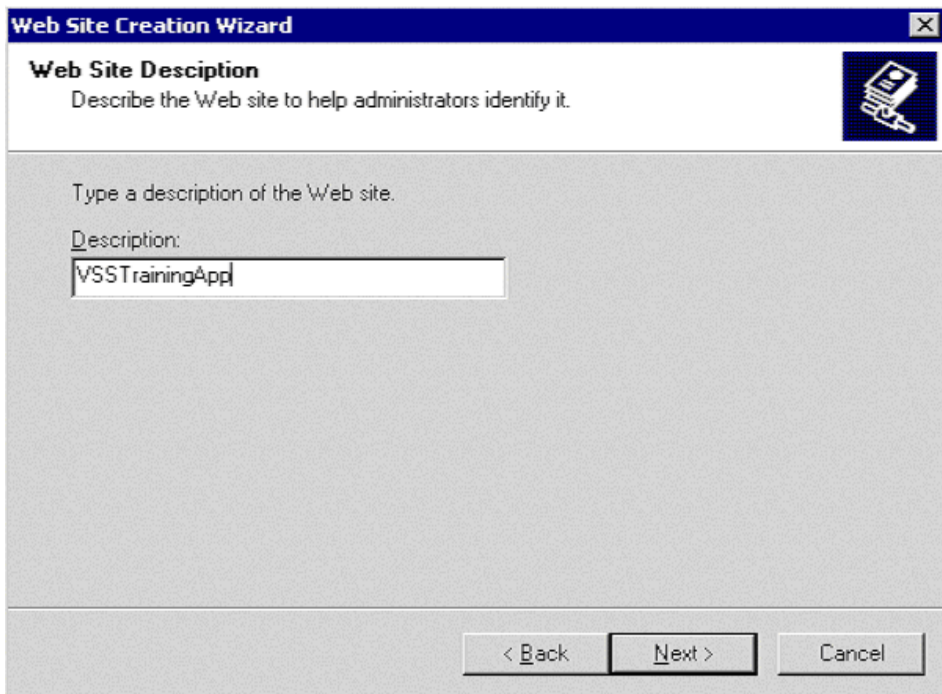 Web Site Creation Wizard
Web Site Desciption
Describe the Web site to help administrators identify it.
Type a description of the Web site.
Description:
VSSTrainingApp
< Back Next > Cancel